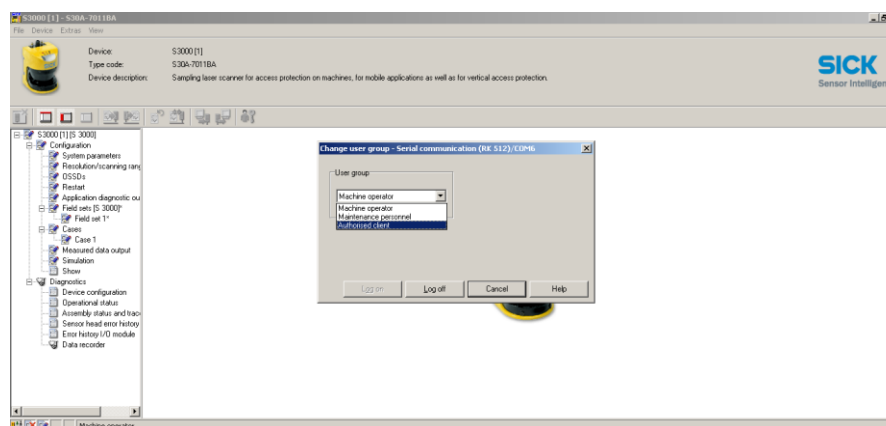 S3000 [1] - S30A-7011BA
File Device Extras View
Device: S3000 [1]
Type code: S30A-7011BA
Device description: Sampling laser scanner for access protection on machines, for mobile applications as well as for vertical access protection.
SICK
Sensor Intelligen
S3000 [1] [S 3000]
Configuration
System parameters
Resolution/scanning rang
OSSDs
Restart
Application diagnostic ou
Field sets [S 3000]*
Field set 1*
Cases
Case 1
Measured data output
Simulation
Show
Diagnostics
Device configuration
Operational status
Assembly status and trac
Sensor head error history
Error history I/O module
Data recorder
Change user group - Serial communication (RK 512)/COM6
User group
Machine operator
Machine operator
Maintenance personnel
Authorised client
Log on Log off Cancel Help
Machine operator